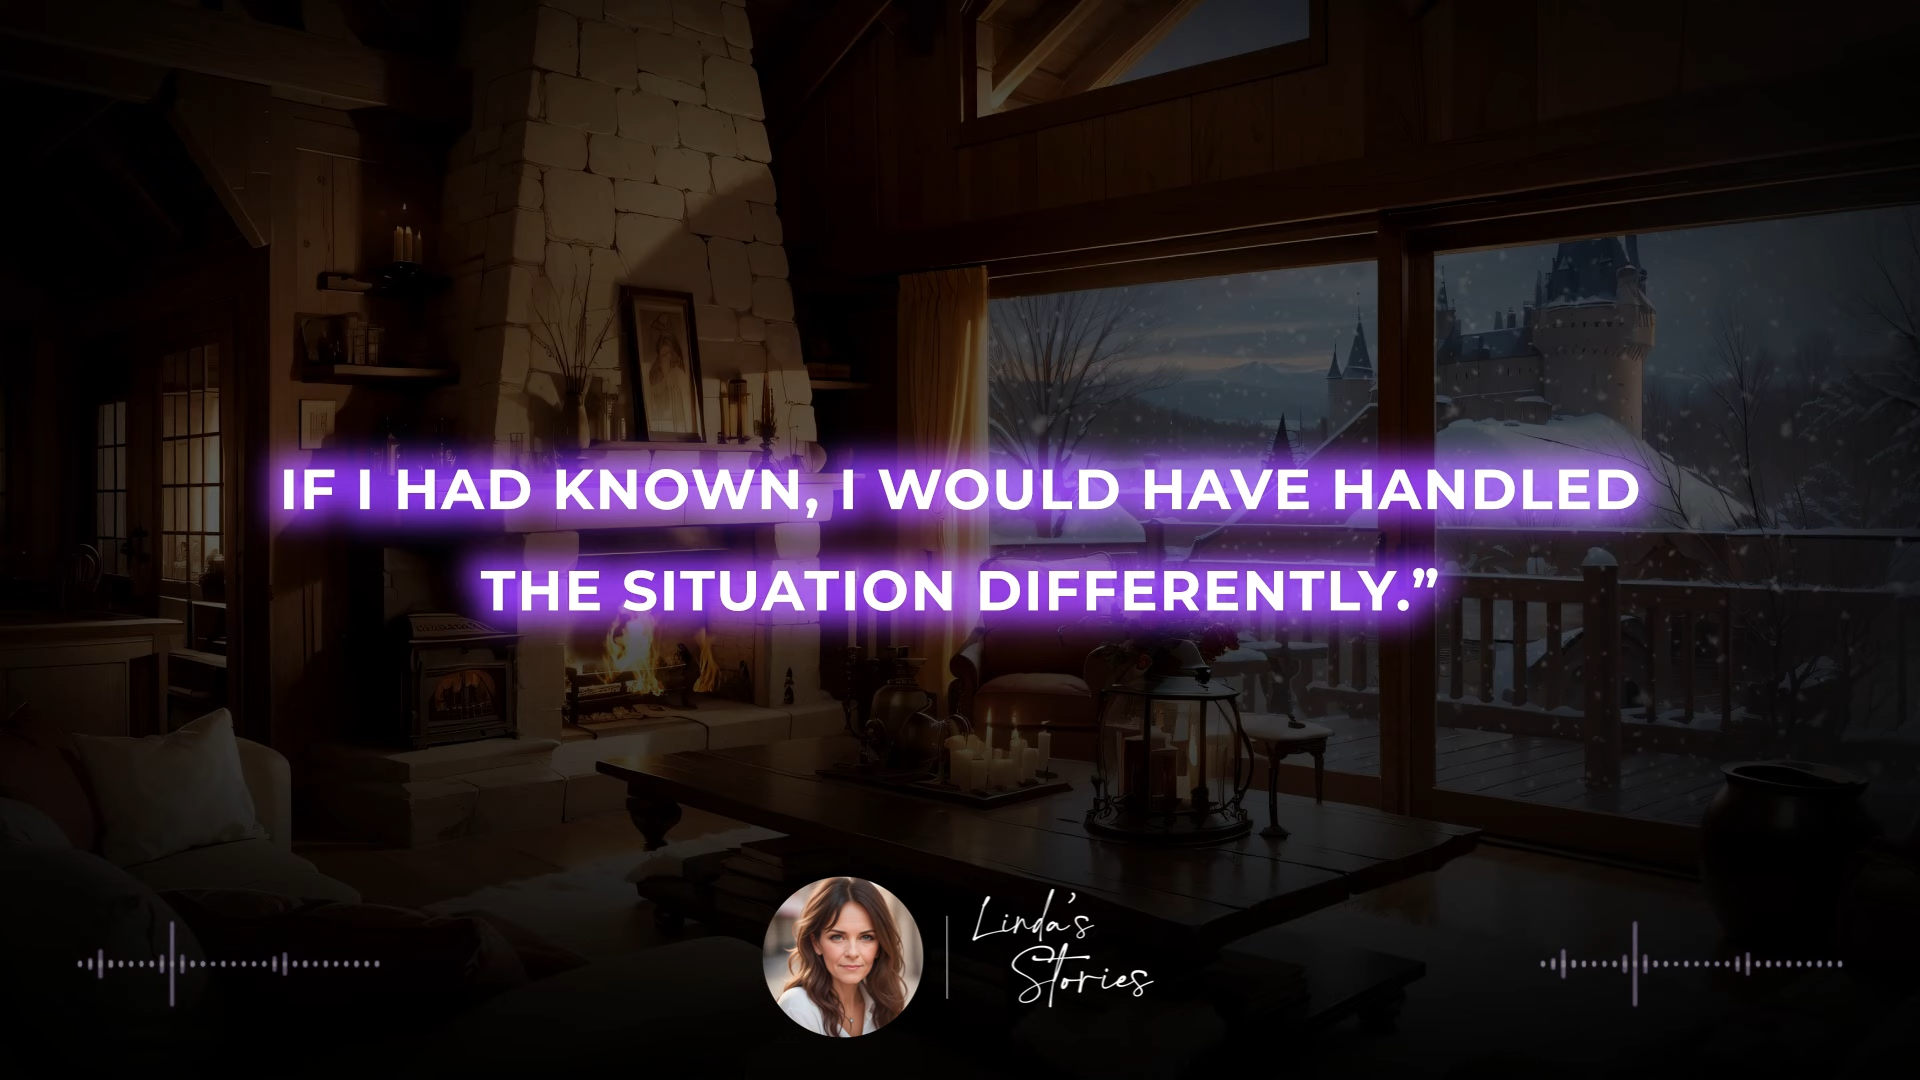 IF I HAD KNOWN, I WOULD HAVE HANDLED
THE SITUATION DIFFERENTLY.”
Linda's
Stories